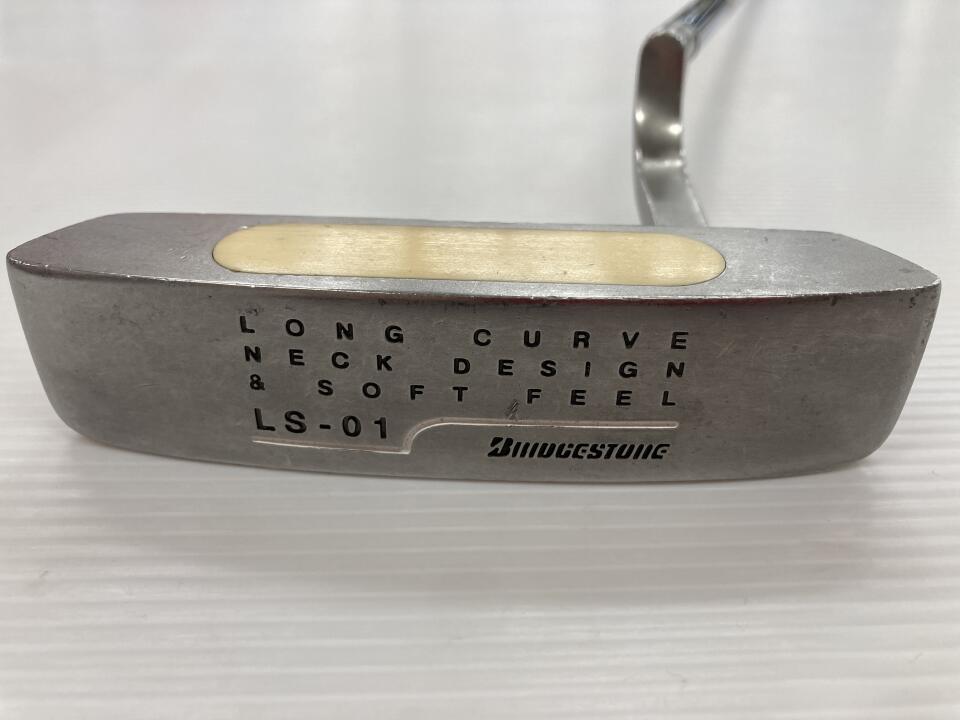 LONG CURVE
NECK DESIGN
& SOFT FEEL
LS-01
BRIDGESTONE